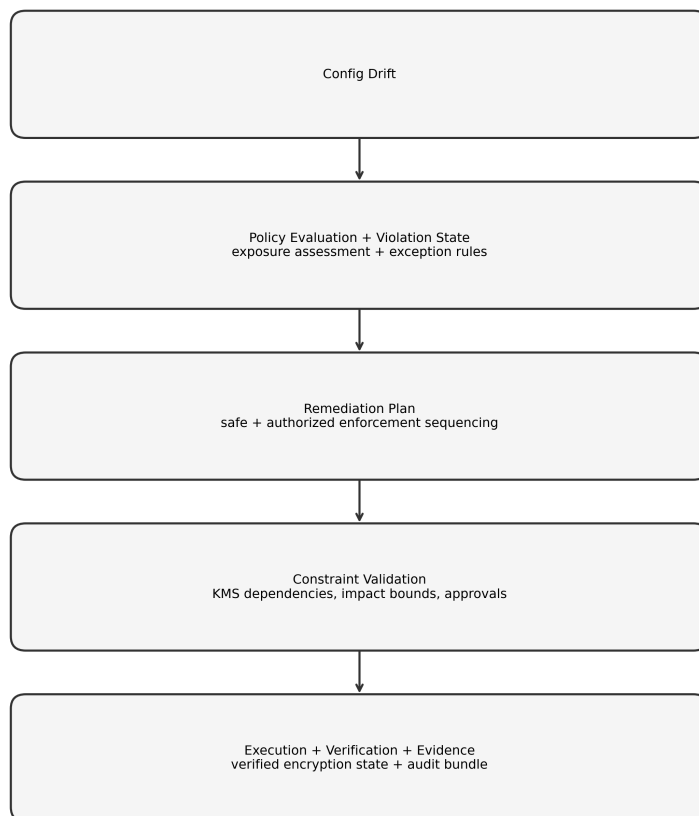 Config Drift
Policy Evaluation + Violation State
exposure assessment + exception rules
Remediation Plan
safe + authorized enforcement sequencing
Constraint Validation
KMS dependencies, impact bounds, approvals
Execution + Verification + Evidence
verified encryption state + audit bundle